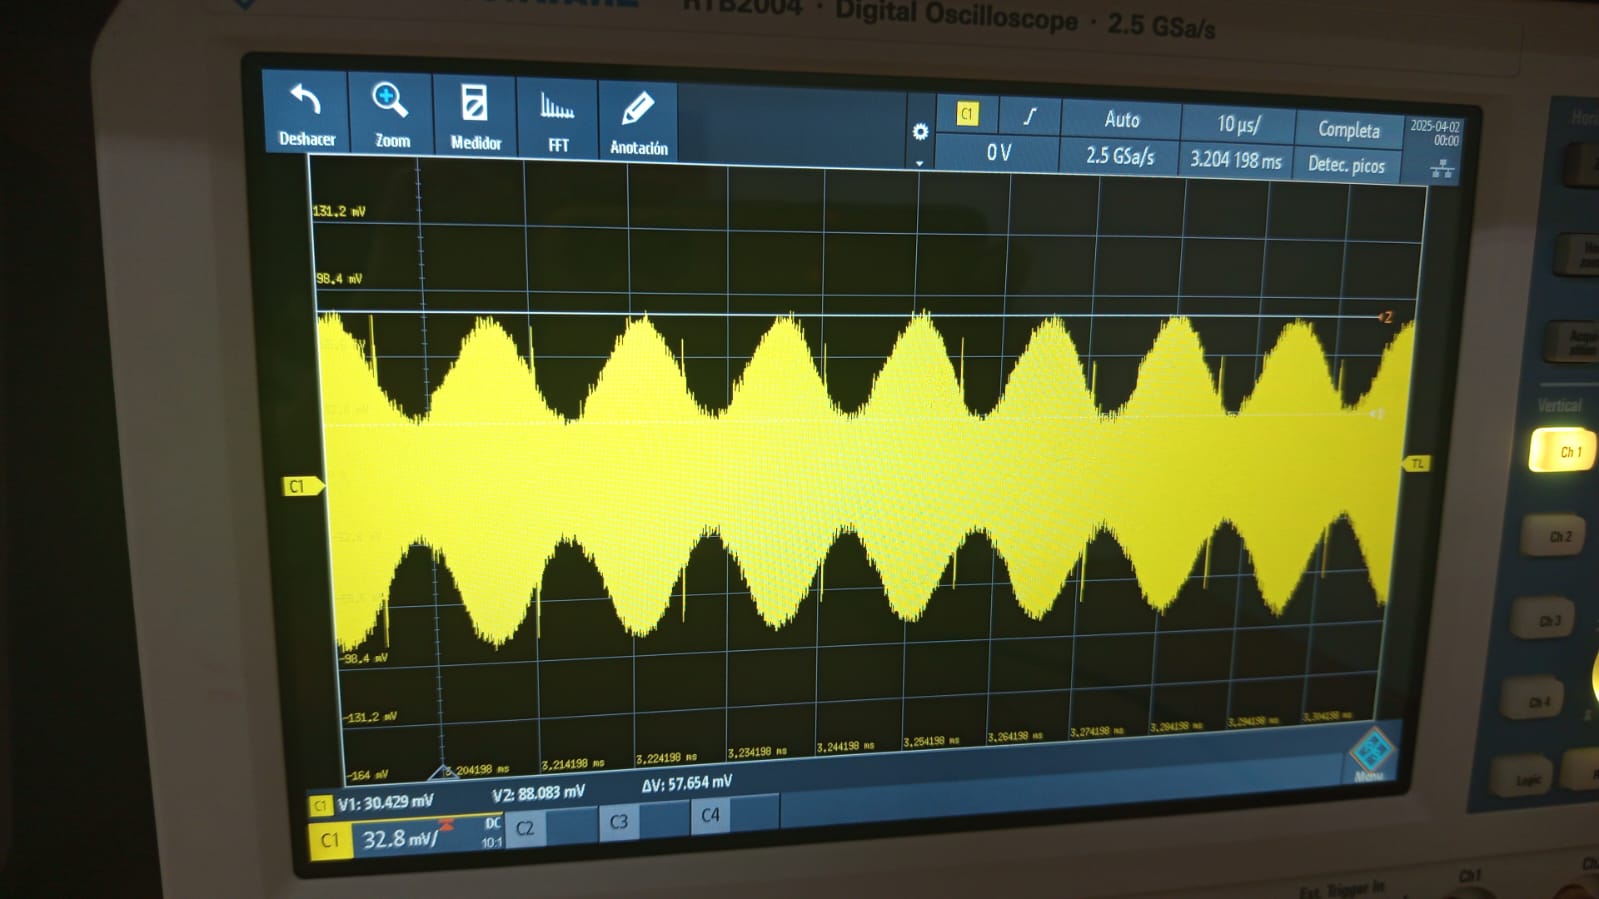 RTB2004 · Digital Oscilloscope · 2.5 GSa/s
Deshacer
Zoom
Medidor
FFT
Anotación
C1
Auto
10 µs/
Completa
2025-04-02
00:00
0 V
2.5 GSa/s
3.204 198 ms
Detec. picos
131.2 mV
98.4 mV
2
C1
TL
-98.4 mV
-131.2 mV
-164 mV
3.204198 ms
3.214198 ms
3.224198 ms
3.234198 ms
3.244198 ms
3.254198 ms
3.264198 ms
3.274198 ms
3.284198 ms
3.294198 ms
3.304198 ms
Menu
C1 V1: 30.429 mV
V2: 88.083 mV
ΔV: 57.654 mV
C1
32.8 mV/
DC
10:1
C2
C3
C4
Vertical
Ch 1
Ch 2
Ch 3
Ch 4
Logic
Ext. Trigger In
Ch1